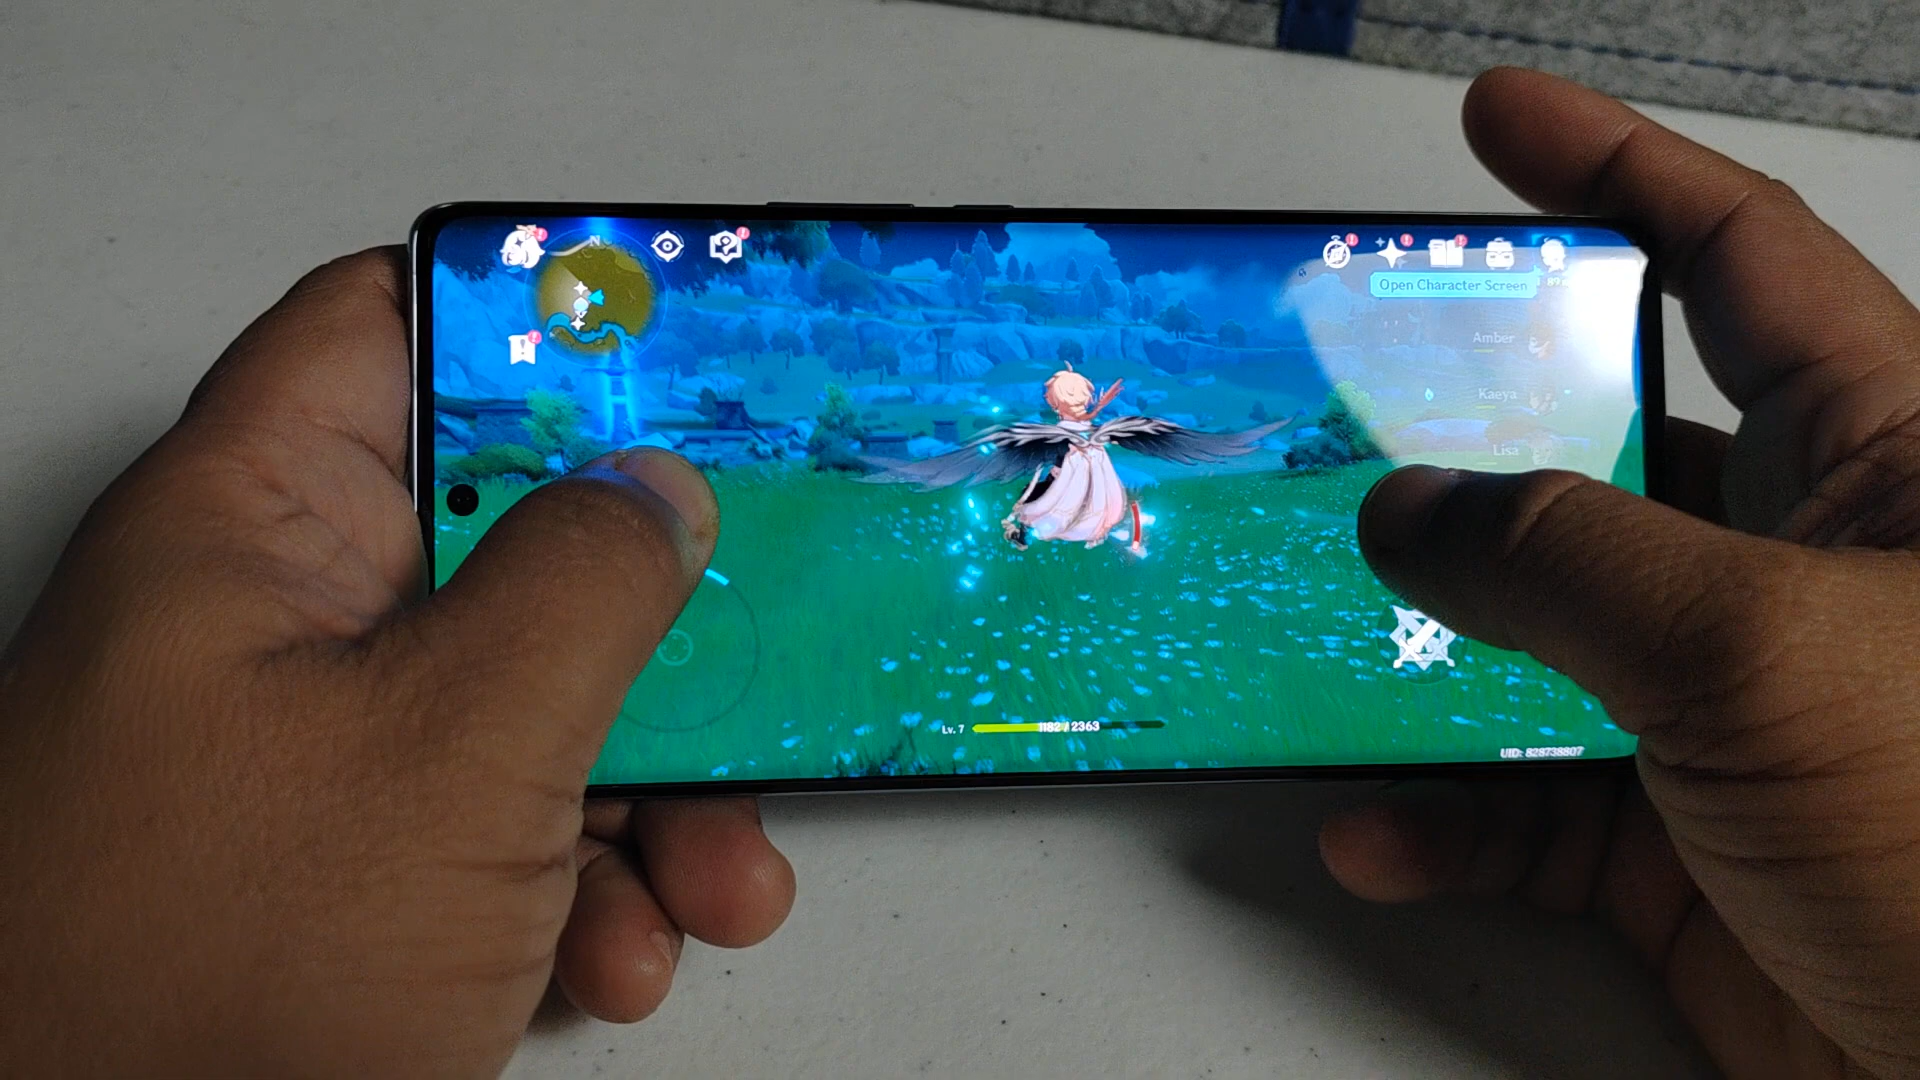 N
Open Character Screen
Amber
Kaeya
Lisa
Lv. 7
1182 / 2363
UID: 828738807